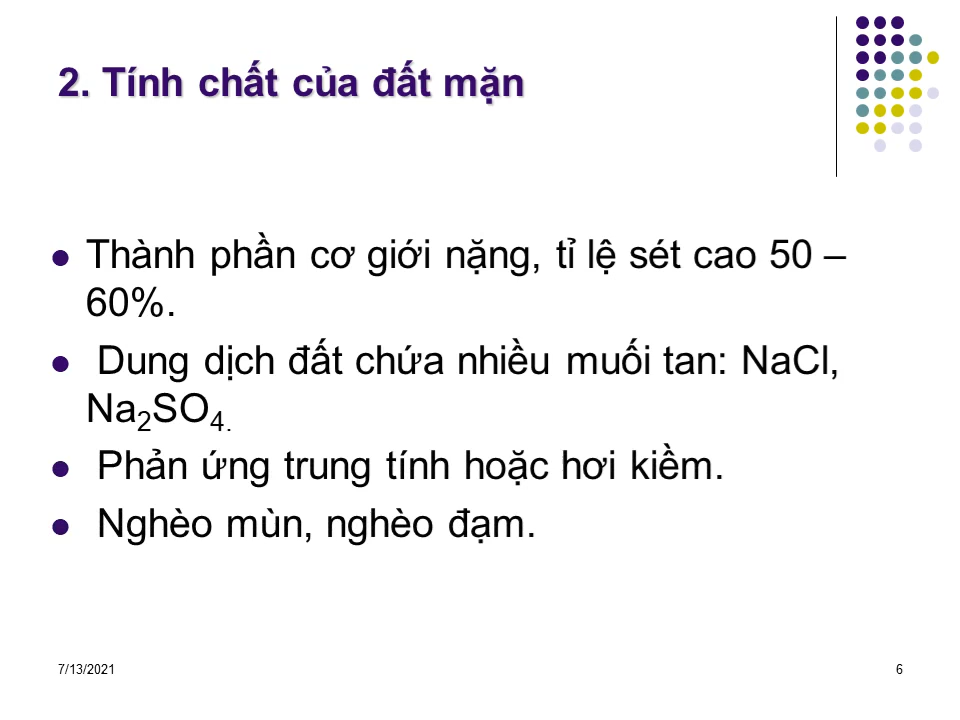 2. Tính chất của đất mặn
Thành phần cơ giới nặng, tỉ lệ sét cao 50 –
60%.
Dung dịch đất chứa nhiều muối tan: NaCl,
Na₂SO₄.
Phản ứng trung tính hoặc hơi kiềm.
Nghèo mùn, nghèo đạm.
7/13/2021
6